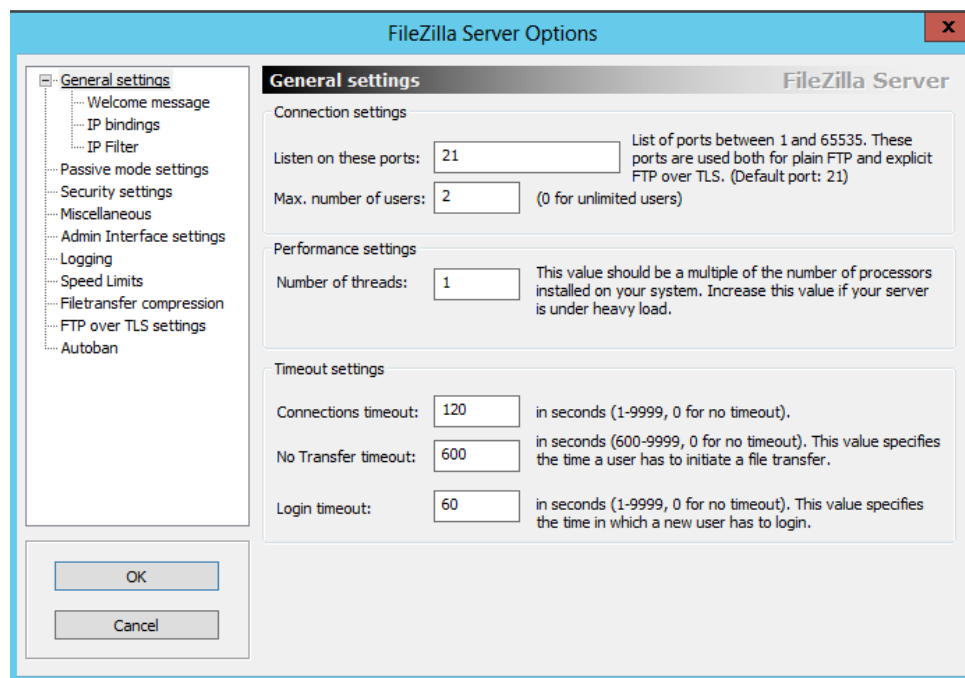 FileZilla Server Options
x
General settings
Welcome message
IP bindings
IP Filter
Passive mode settings
Security settings
Miscellaneous
Admin Interface settings
Logging
Speed Limits
Filetransfer compression
FTP over TLS settings
Autoban
OK
Cancel
General settings
FileZilla Server
Connection settings
Listen on these ports: 21
List of ports between 1 and 65535. These
ports are used both for plain FTP and explicit
FTP over TLS. (Default port: 21)
Max. number of users: 2 (0 for unlimited users)
Performance settings
Number of threads: 1
This value should be a multiple of the number of processors
installed on your system. Increase this value if your server
is under heavy load.
Timeout settings
Connections timeout: 120 in seconds (1-9999, 0 for no timeout).
No Transfer timeout: 600
in seconds (600-9999, 0 for no timeout). This value specifies
the time a user has to initiate a file transfer.
Login timeout: 60
in seconds (1-9999, 0 for no timeout). This value specifies
the time in which a new user has to login.